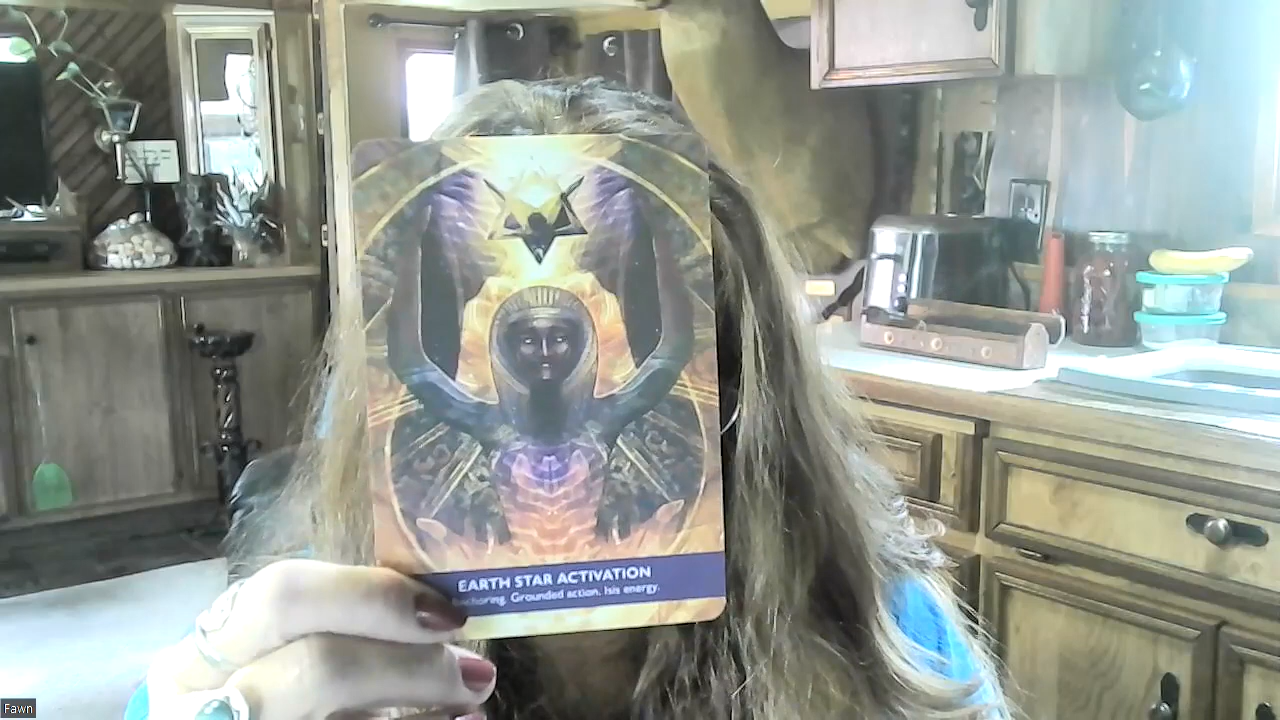 EARTH STAR ACTIVATION
Grounded action. Isis energy.
Fawn